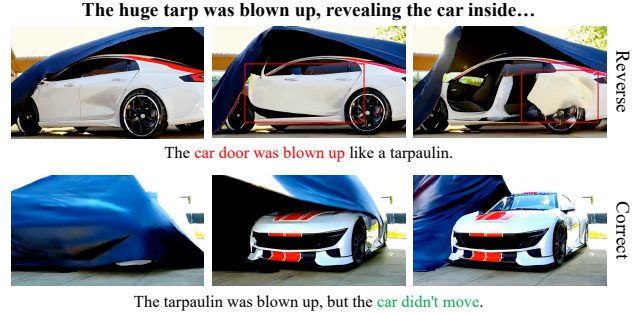 The huge tarp was blown up, revealing the car inside…
Reverse
The car door was blown up like a tarpaulin.
Correct
The tarpaulin was blown up, but the car didn't move.